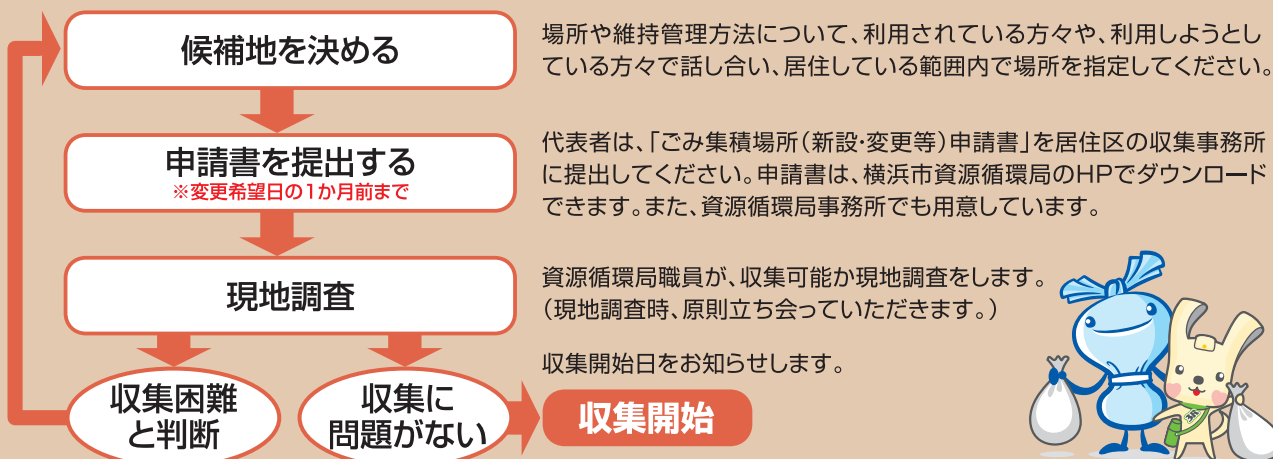 候補地を決める
場所や維持管理方法について、利用されている方々や、利用しようとし
ている方々で話し合い、居住している範囲内で場所を指定してください。
申請書を提出する
※変更希望日の1か月前まで
代表者は、「ごみ集積場所(新設・変更等)申請書」を居住区の収集事務所
に提出してください。申請書は、横浜市資源循環局のHPでダウンロード
できます。また、資源循環局事務所でも用意しています。
現地調査
資源循環局職員が、収集可能か現地調査をします。
(現地調査時、原則立ち会っていただきます。)
収集困難
と判断
収集に
問題がない
収集開始日をお知らせします。
収集開始